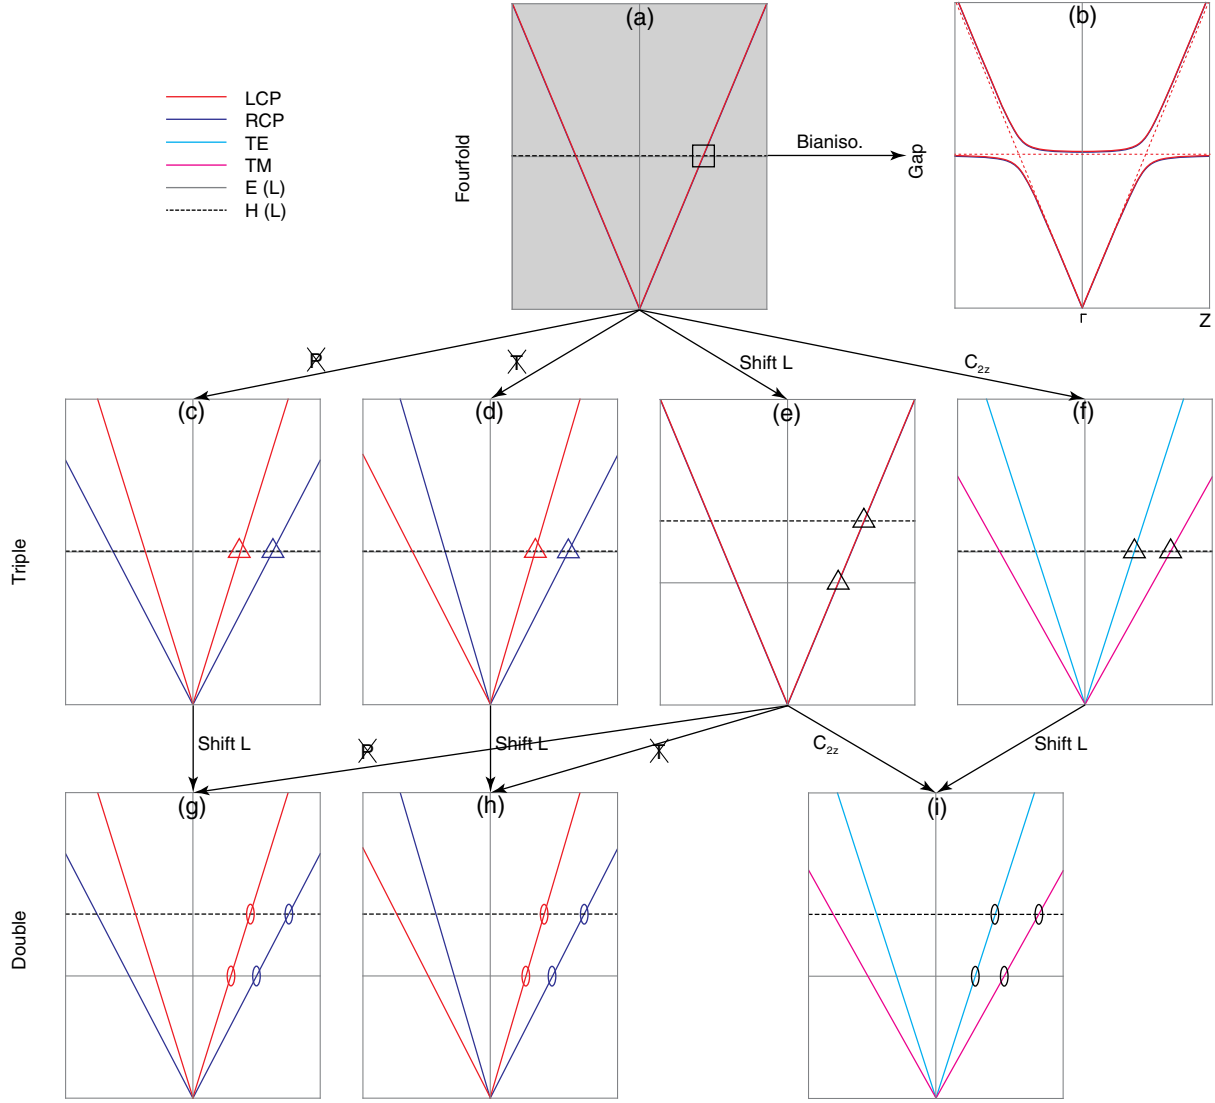 (a)
(b)
LCP
RCP
TE
TM
E (L)
H (L)
Fourfold
Bianiso.
Gap
Γ
Z
P
T
Shift L
C2z
(c)
(d)
(e)
(f)
Triple
Shift L
P
Shift L
T
C2z
Shift L
(g)
(h)
(i)
Double